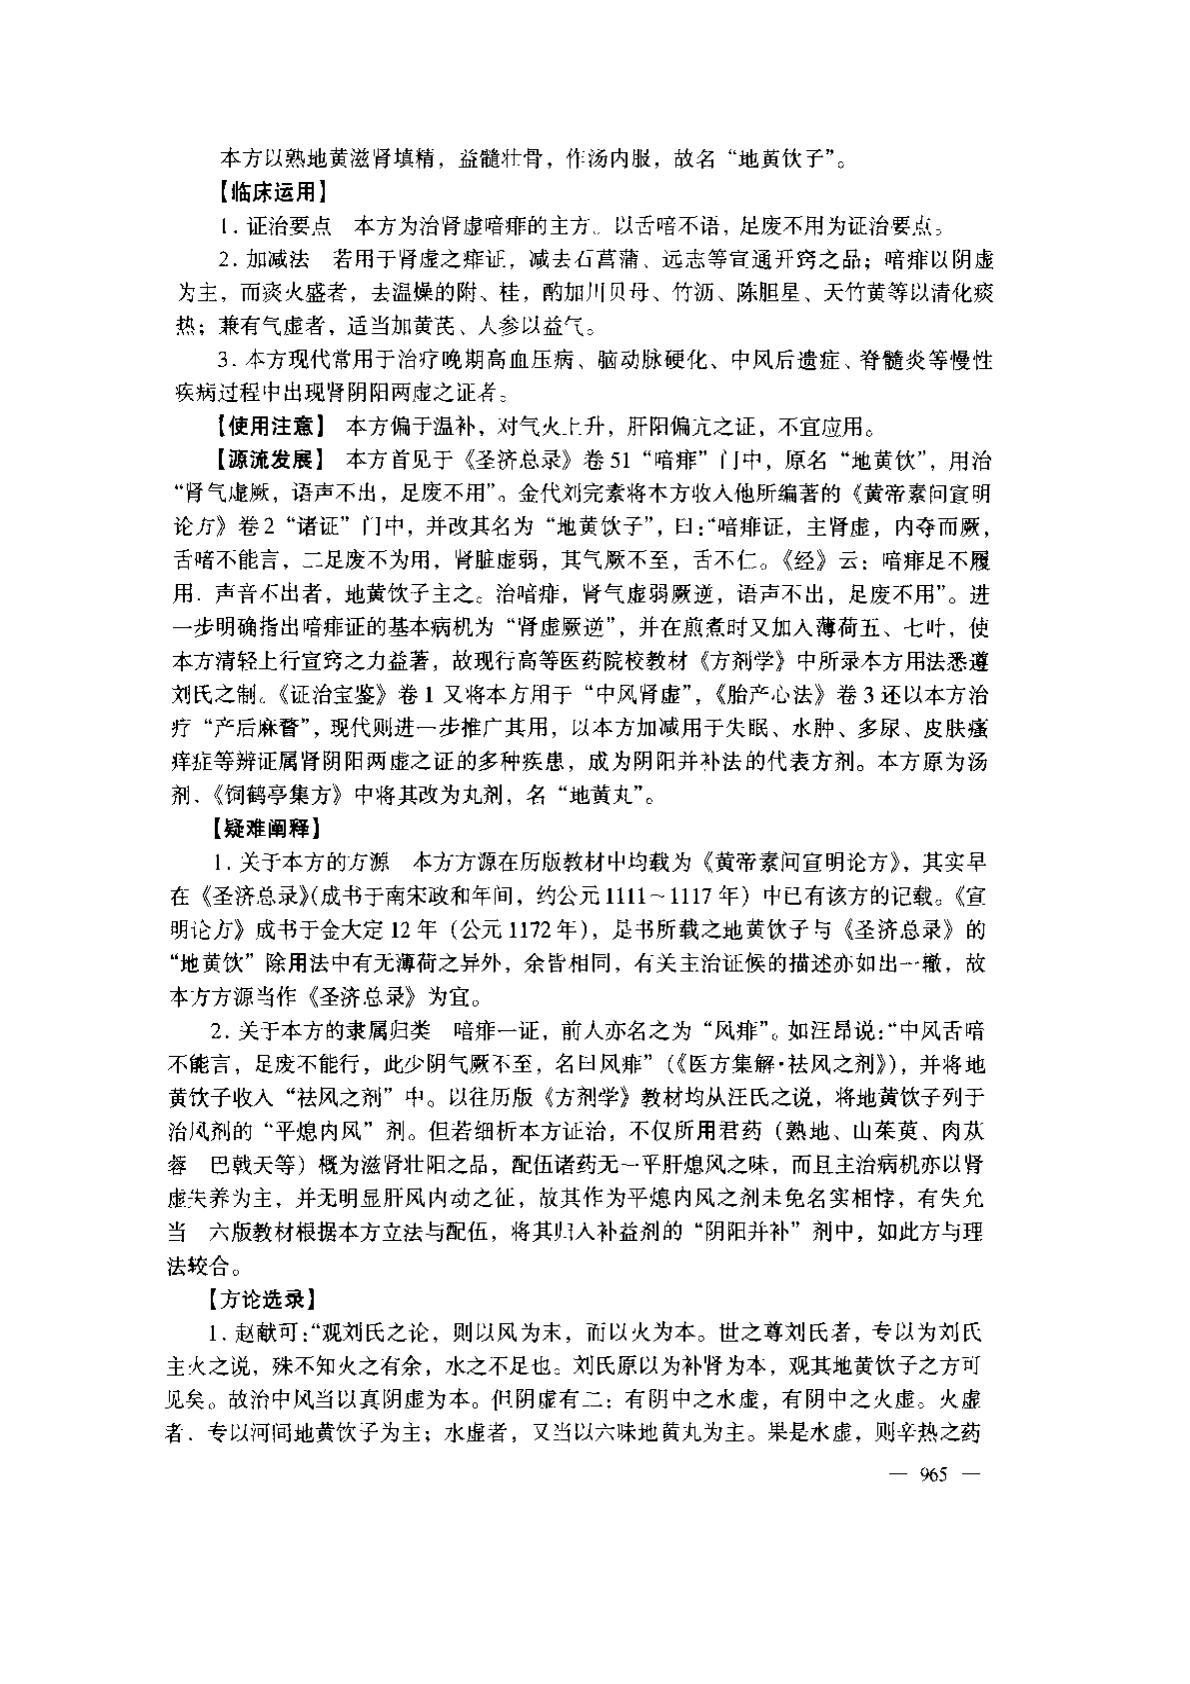 本方以熟地黄滋肾填精，益髓壮骨，作汤内服，故名“地黄饮子”。
【临床运用】
1. 证治要点　本方为治肾虚喑痱的主方。以舌喑不语，足废不用为证治要点。
2. 加减法　若用于肾虚之痱证，减去石菖蒲、远志等宣通开窍之品；喑痱以阴虚
为主，而痰火盛者，去温燥的附、桂，酌加川贝母、竹沥、陈胆星、天竹黄等以清化痰
热；兼有气虚者，适当加黄芪、人参以益气。
3. 本方现代常用于治疗晚期高血压病、脑动脉硬化、中风后遗症、脊髓炎等慢性
疾病过程中出现肾阴阳两虚之证者。
【使用注意】　本方偏于温补，对气火上升，肝阳偏亢之证，不宜应用。
【源流发展】　本方首见于《圣济总录》卷51“喑痱”门中，原名“地黄饮”，用治
“肾气虚厥，语声不出，足废不用”。金代刘完素将本方收入他所编著的《黄帝素问宣明
论方》卷2“诸证”门中，并改其名为“地黄饮子”，曰：“喑痱证，主肾虚，内夺而厥，
舌喑不能言，二足废不为用，肾脏虚弱，其气厥不至，舌不仁。《经》云：喑痱足不履
用．声音不出者，地黄饮子主之。治喑痱，肾气虚弱厥逆，语声不出，足废不用”。进
一步明确指出喑痱证的基本病机为“肾虚厥逆”，并在煎煮时又加入薄荷五、七叶，使
本方清轻上行宣窍之力益著，故现行高等医药院校教材《方剂学》中所录本方用法悉遵
刘氏之制。《证治宝鉴》卷1又将本方用于“中风肾虚”，《胎产心法》卷3还以本方治
疗“产后麻瞀”，现代则进一步推广其用，以本方加减用于失眠、水肿、多尿、皮肤瘙
痒症等辨证属肾阴阳两虚之证的多种疾患，成为阴阳并补法的代表方剂。本方原为汤
剂、《饲鹤亭集方》中将其改为丸剂，名“地黄丸”。
【疑难阐释】
1. 关于本方的方源　本方方源在历版教材中均载为《黄帝素问宣明论方》，其实早
在《圣济总录》（成书于南宋政和年间，约公元1111～1117年）中已有该方的记载。《宣
明论方》成书于金大定12年（公元1172年），是书所载之地黄饮子与《圣济总录》的
“地黄饮”除用法中有无薄荷之异外，余皆相同，有关主治证候的描述亦如出一辙，故
本方方源当作《圣济总录》为宜。
2. 关于本方的隶属归类　喑痱一证，前人亦名之为“风痱”。如汪昂说：“中风舌喑
不能言，足废不能行，此少阴气厥不至，名曰风痱”（《医方集解·祛风之剂》），并将地
黄饮子收入“祛风之剂”中。以往历版《方剂学》教材均从汪氏之说，将地黄饮子列于
治风剂的“平熄内风”剂。但若细析本方证治，不仅所用君药（熟地、山茱萸、肉苁
蓉　巴戟天等）概为滋肾壮阳之品，配伍诸药无一平肝熄风之味，而且主治病机亦以肾
虚失养为主，并无明显肝风内动之征，故其作为平熄内风之剂未免名实相悖，有失允
当　六版教材根据本方立法与配伍，将其归入补益剂的“阴阳并补”剂中，如此方与理
法较合。
【方论选录】
1. 赵献可：“观刘氏之论，则以风为末，而以火为本。世之尊刘氏者，专以为刘氏
主火之说，殊不知火之有余，水之不足也。刘氏原以为补肾为本，观其地黄饮子之方可
见矣。故治中风当以真阴虚为本。但阴虚有二：有阴中之水虚，有阴中之火虚。火虚
者．专以河间地黄饮子为主；水虚者，又当以六味地黄丸为主。果是水虚，则辛热之药
— 965 —